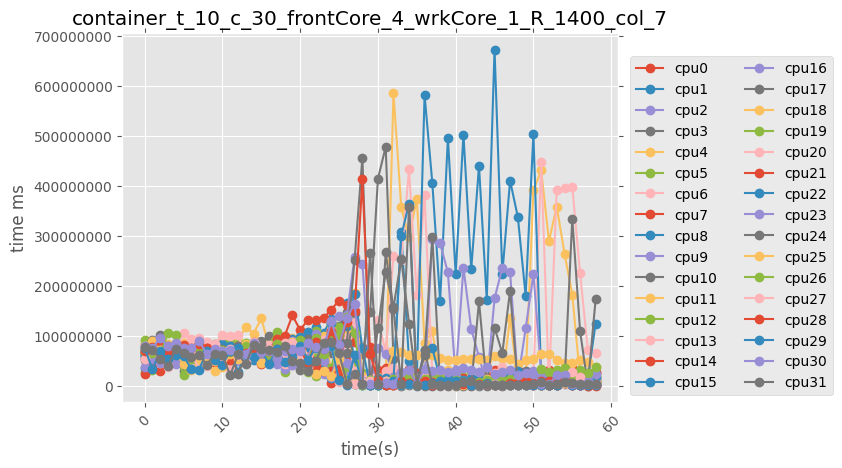 container_t_10_c_30_frontCore_4_wrkCore_1_R_1400_col_7
700000000
600000000
500000000
400000000
300000000
200000000
100000000
0
time ms
0
10
20
30
40
50
60
time(s)
cpu0
cpu1
cpu2
cpu3
cpu4
cpu5
cpu6
cpu7
cpu8
cpu9
cpu10
cpu11
cpu12
cpu13
cpu14
cpu15
cpu16
cpu17
cpu18
cpu19
cpu20
cpu21
cpu22
cpu23
cpu24
cpu25
cpu26
cpu27
cpu28
cpu29
cpu30
cpu31